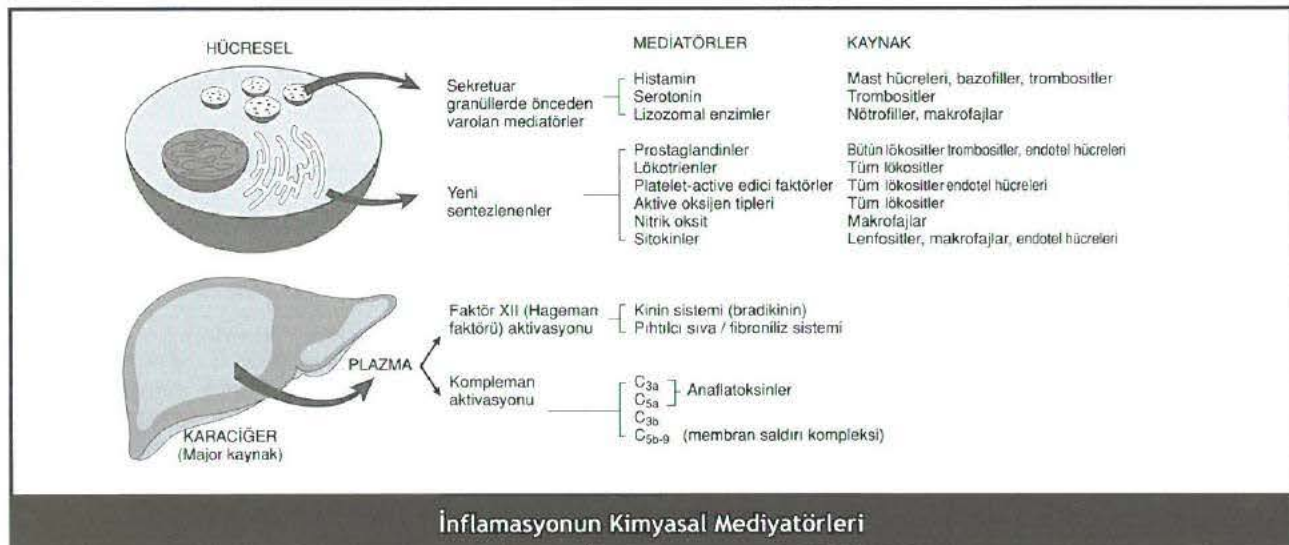 HÜCRESEL
MEDIATÖRLER
KAYNAK
Sekretuar
granüllerde önceden
varolan mediatörler
Histamin
Mast hücreleri, bazofiller, trombositler
Serotonin
Trombositler
Lizozomal enzimler
Nötrofiller, makrofajlar
Yeni
sentezlenenler
Prostaglandinler
Bütün lökositler trombositler, endotel hücreleri
Lökotrienler
Tüm lökositler
Platelet-active edici faktörler
Tüm lökositler endotel hücreleri
Aktive oksijen tipleri
Tüm lökositler
Nitrik oksit
Makrofajlar
Sitokinler
Lenfositler, makrofajlar, endotel hücreleri
KARACİĞER
(Major kaynak)
PLAZMA
Faktör XII (Hageman
faktörü) aktivasyonu
Kinin sistemi (bradikinin)
Pıhtılcı sıva / fibroniliz sistemi
Kompleman
aktivasyonu
C3a
C5a
Anaflatoksinler
C3b
C5b-9 (membran saldırı kompleksi)
İnflamasyonun Kimyasal Mediyatörleri